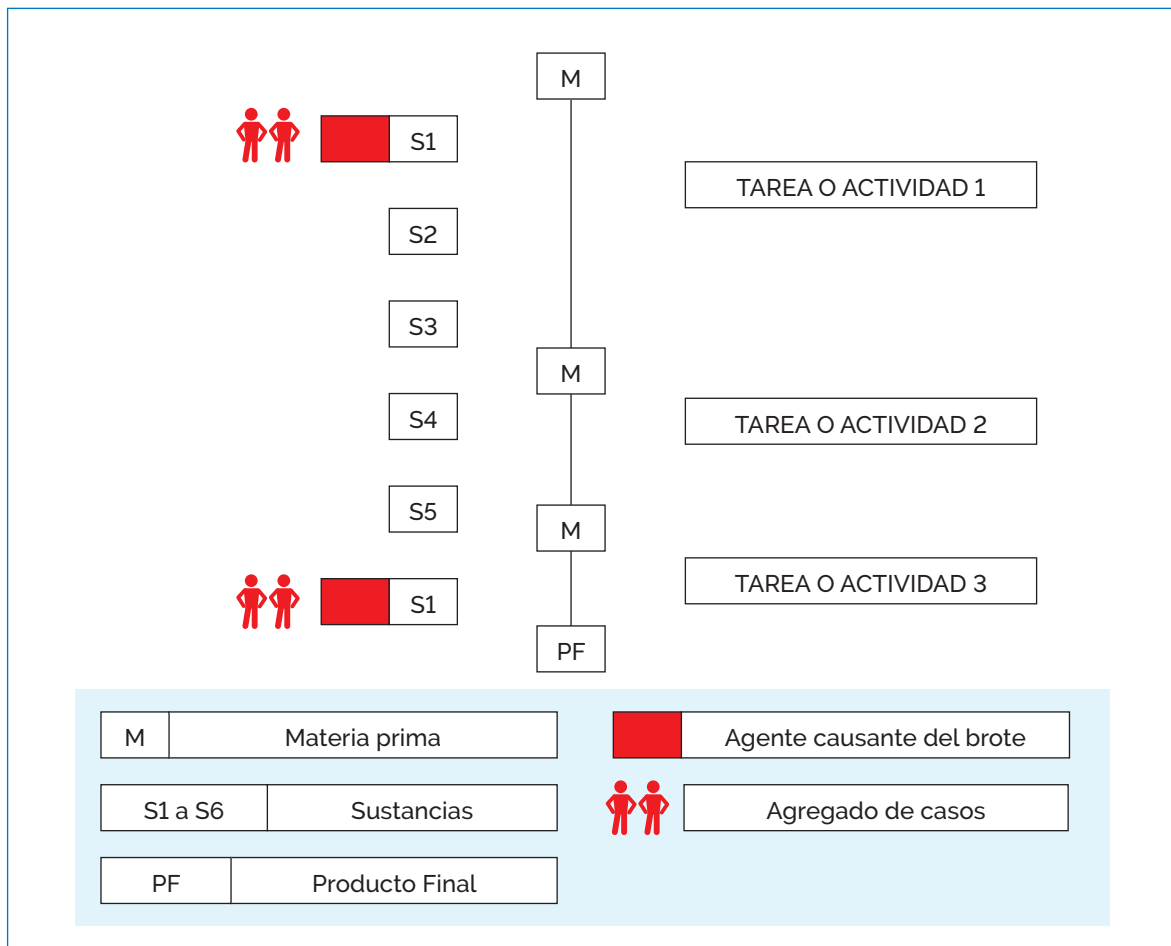 M
S1
TAREA O ACTIVIDAD 1
S2
S3
M
S4
TAREA O ACTIVIDAD 2
S5
M
S1
TAREA O ACTIVIDAD 3
PF
M Materia prima
Agente causante del brote
S1 a S6 Sustancias
Agregado de casos
PF Producto Final